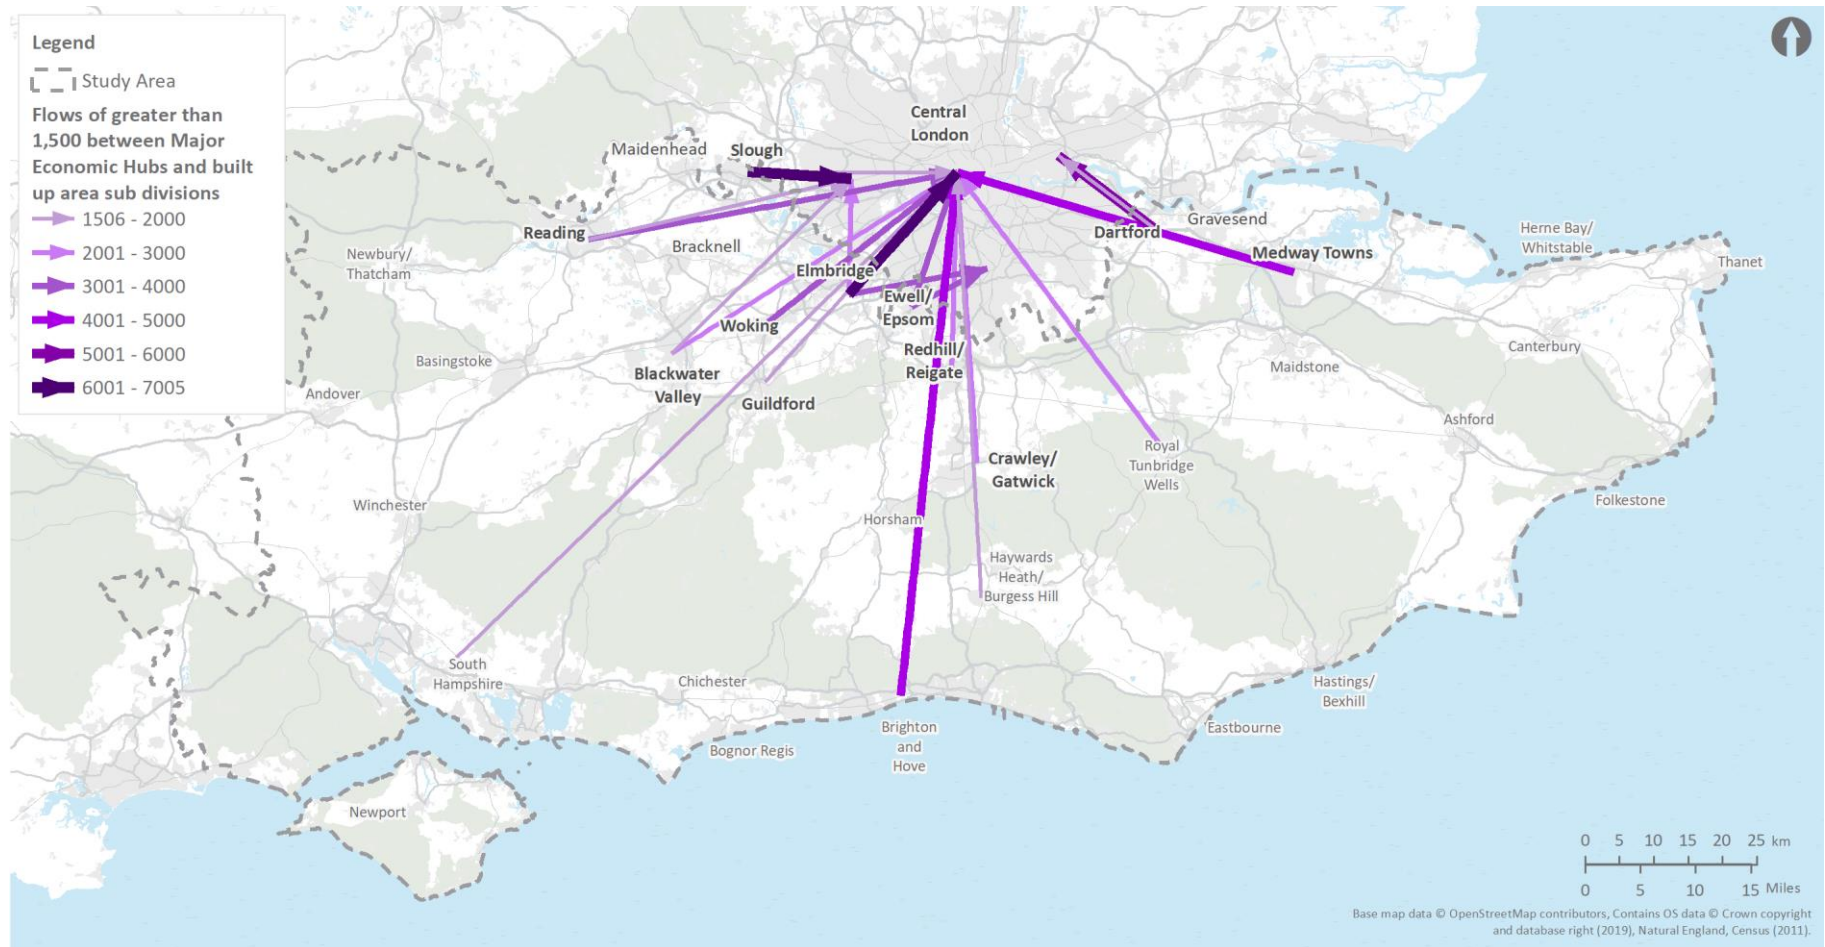 Legend
Study Area
Flows of greater than
1,500 between Major
Economic Hubs and built
up area sub divisions
1506 - 2000
2001 - 3000
3001 - 4000
4001 - 5000
5001 - 6000
6001 - 7005
Central
London
Maidenhead
Slough
Reading
Bracknell
Newbury/
Thatcham
Elmbridge
Ewell/
Epsom
Dartford
Gravesend
Medway Towns
Herne Bay/
Whitstable
Thanet
Woking
Redhill/
Reigate
Basingstoke
Andover
Blackwater
Valley
Guildford
Maidstone
Canterbury
Ashford
Royal
Tunbridge
Wells
Crawley/
Gatwick
Folkestone
Winchester
Horsham
Haywards
Heath/
Burgess Hill
South
Hampshire
Chichester
Bognor Regis
Brighton
and
Hove
Eastbourne
Hastings/
Bexhill
Newport
0 5 10 15 20 25 km
0 5 10 15 Miles
Base map data © OpenStreetMap contributors, Contains OS data © Crown copyright
and database right (2019), Natural England, Census (2011).